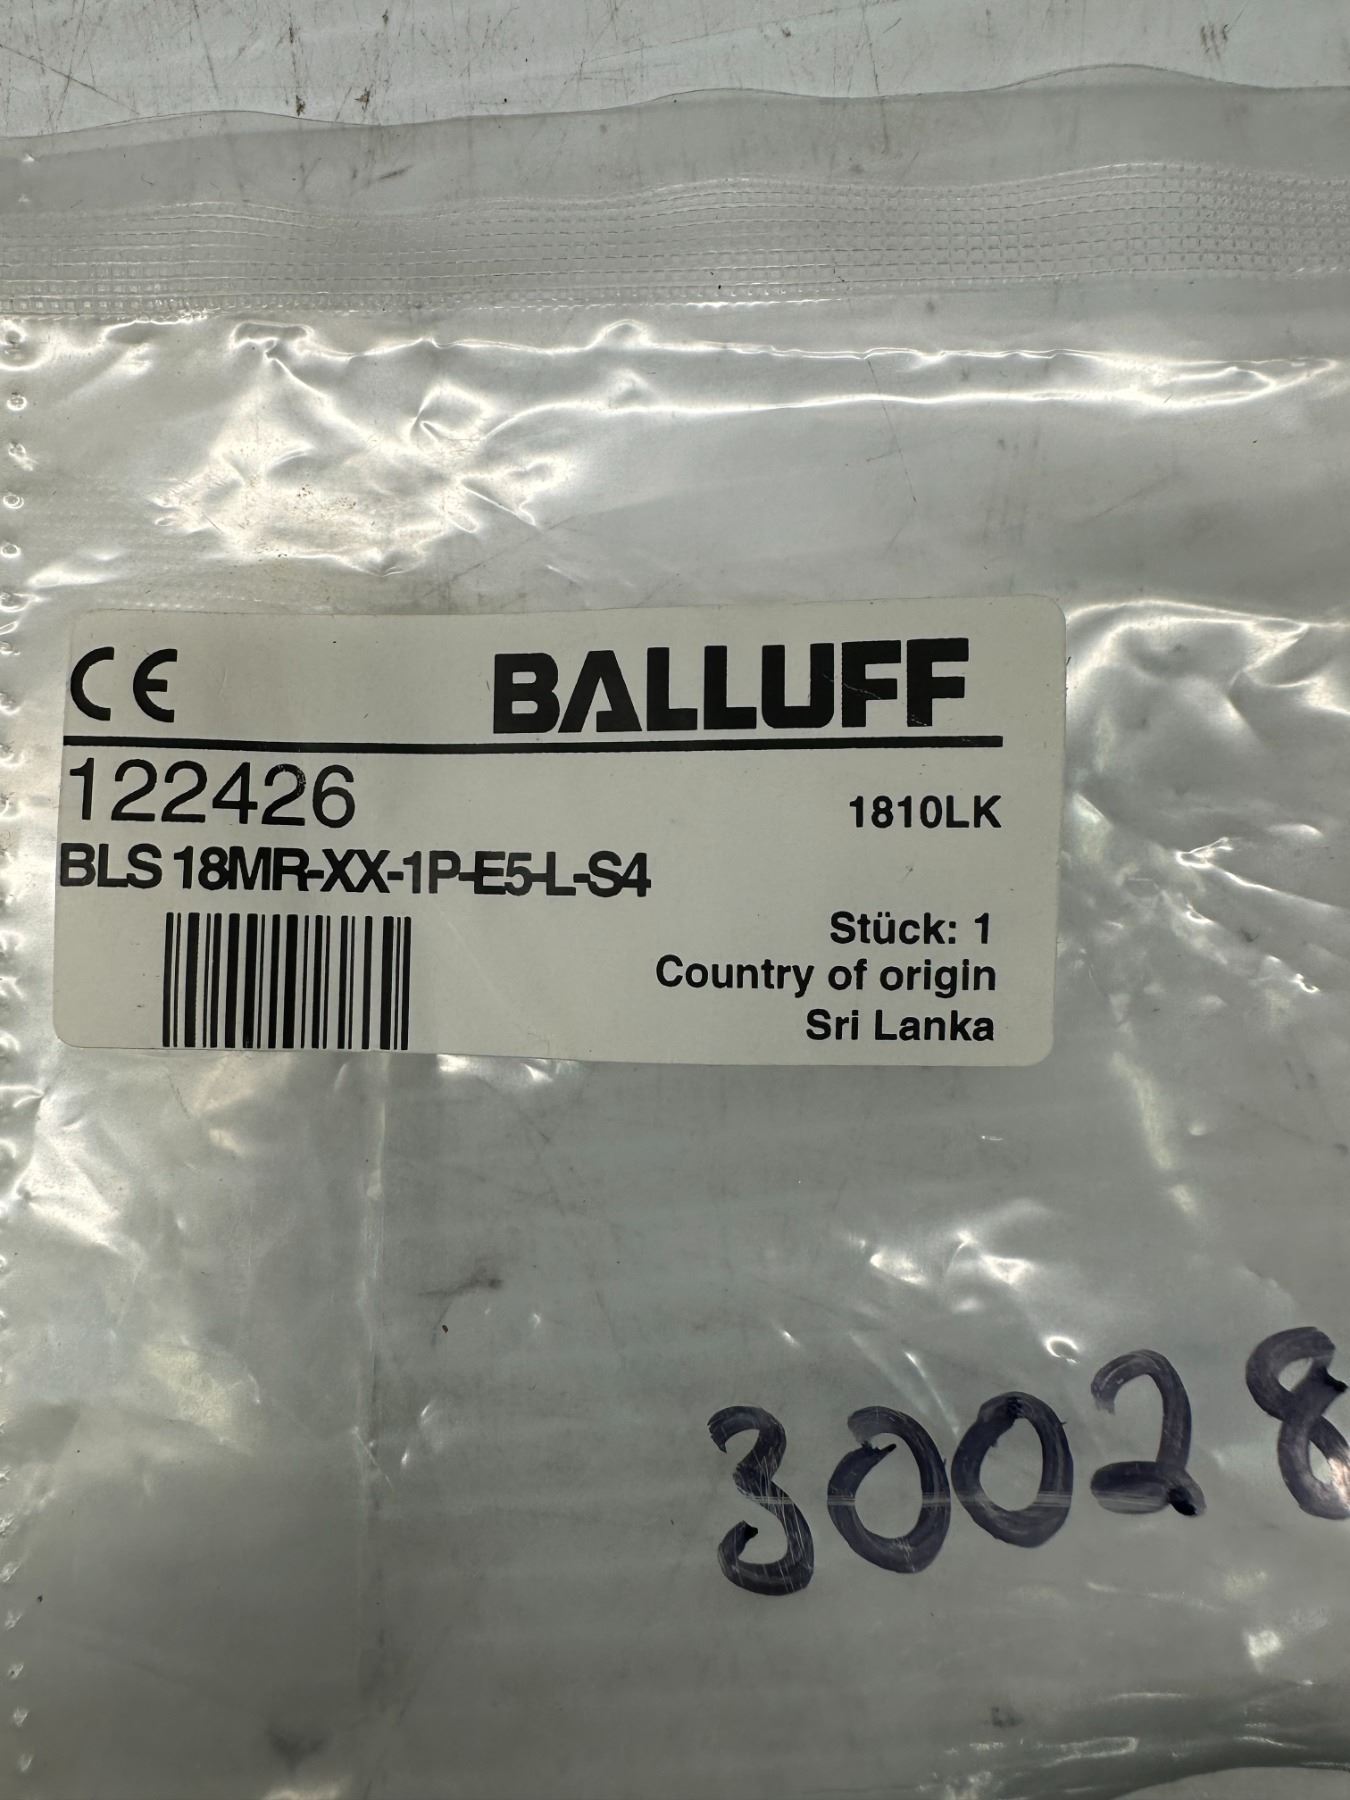 CE BALLUFF
122426
1810LK
BLS 18MR-XX-1P-E5-L-S4
Stück: 1
Country of origin
Sri Lanka
30028